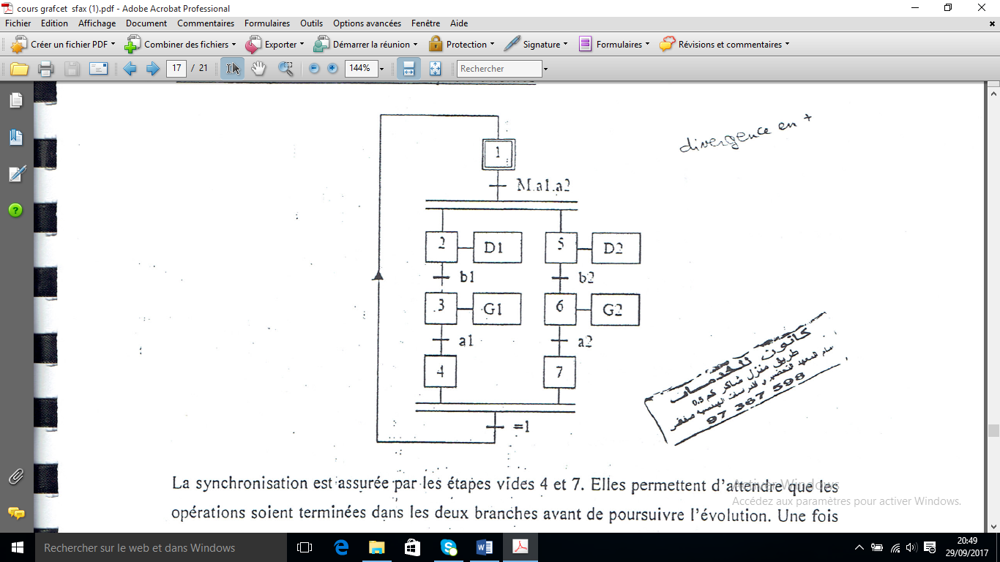 cours grafcet sfax (1).pdf - Adobe Acrobat Professional
Fichier Edition Affichage Document Commentaires Formulaires Outils Options avancées Fenêtre Aide
Créer un fichier PDF Combiner des fichiers Exporter Démarrer la réunion Protection Signature Formulaires Révisions et commentaires
17 / 21 144% Rechercher
divergence en +
1
M.a1.a2
2 D1 5 D2
b1 b2
3 G1 6 G2
a1 a2
4 7
=1
طريق منزل شاكر كم 0.5
97 367 598
La synchronisation est assurée par les étapes vides 4 et 7. Elles permettent d'attendre que les
opérations soient terminées dans les deux branches avant de poursuivre l'évolution. Une fois
Activer Windows
Accédez aux paramètres pour activer Windows.
Rechercher sur le web et dans Windows
20:49
29/09/2017